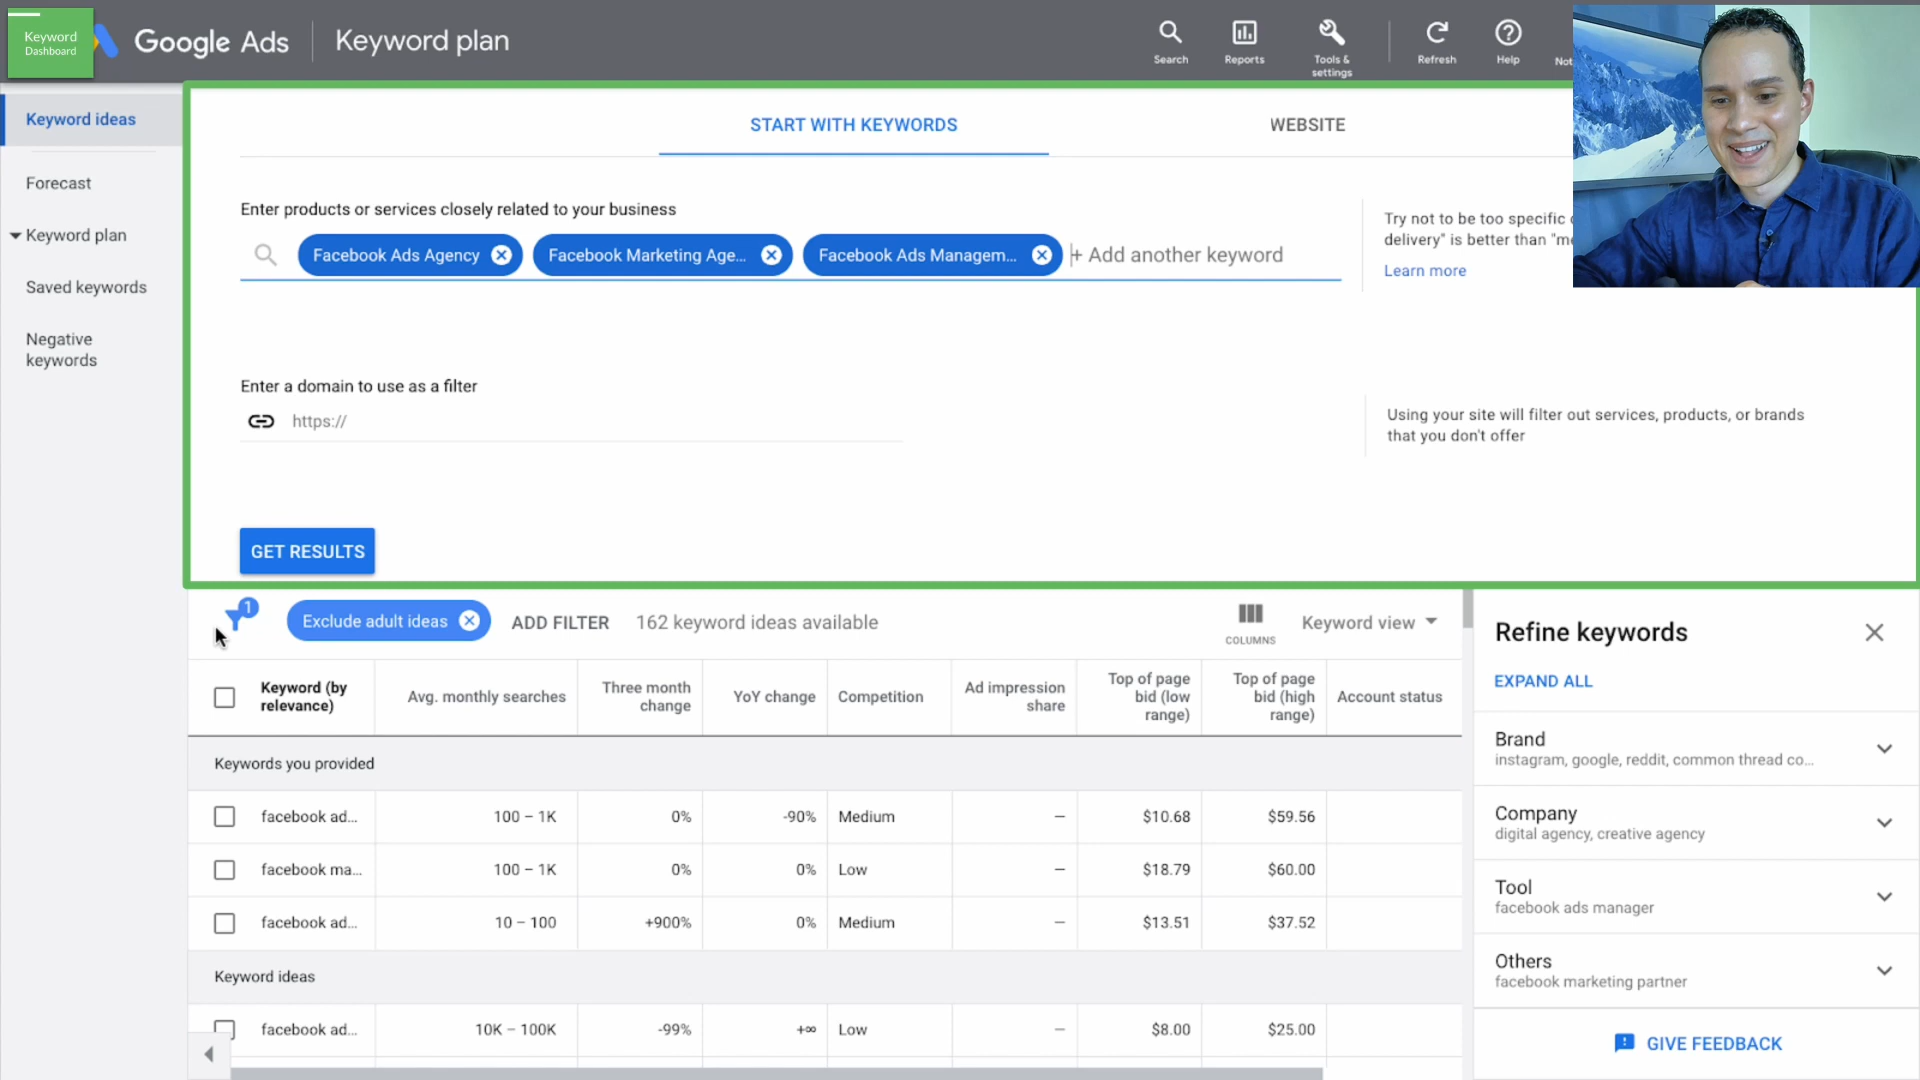 Keyword
Dashboard
Google Ads
Keyword plan
Search
Reports
Tools &
settings
Refresh
Help
Not
Keyword ideas
Forecast
Keyword plan
Saved keywords
Negative
keywords
START WITH KEYWORDS
WEBSITE
Enter products or services closely related to your business
Facebook Ads Agency
Facebook Marketing Age...
Facebook Ads Managem...
+ Add another keyword
Try not to be too specific
delivery" is better than "me
Learn more
Enter a domain to use as a filter
https://
Using your site will filter out services, products, or brands
that you don't offer
GET RESULTS
1
Exclude adult ideas
ADD FILTER
162 keyword ideas available
COLUMNS
Keyword view
Keyword (by
relevance)
Avg. monthly searches
Three month
change
YoY change
Competition
Ad impression
share
Top of page
bid (low
range)
Top of page
bid (high
range)
Account status
Keywords you provided
facebook ad... 100 – 1K 0% -90% Medium – $10.68 $59.56
facebook ma... 100 – 1K 0% 0% Low – $18.79 $60.00
facebook ad... 10 – 100 +900% 0% Medium – $13.51 $37.52
Keyword ideas
facebook ad... 10K – 100K -99% +∞ Low – $8.00 $25.00
Refine keywords
EXPAND ALL
Brand
instagram, google, reddit, common thread co...
Company
digital agency, creative agency
Tool
facebook ads manager
Others
facebook marketing partner
GIVE FEEDBACK